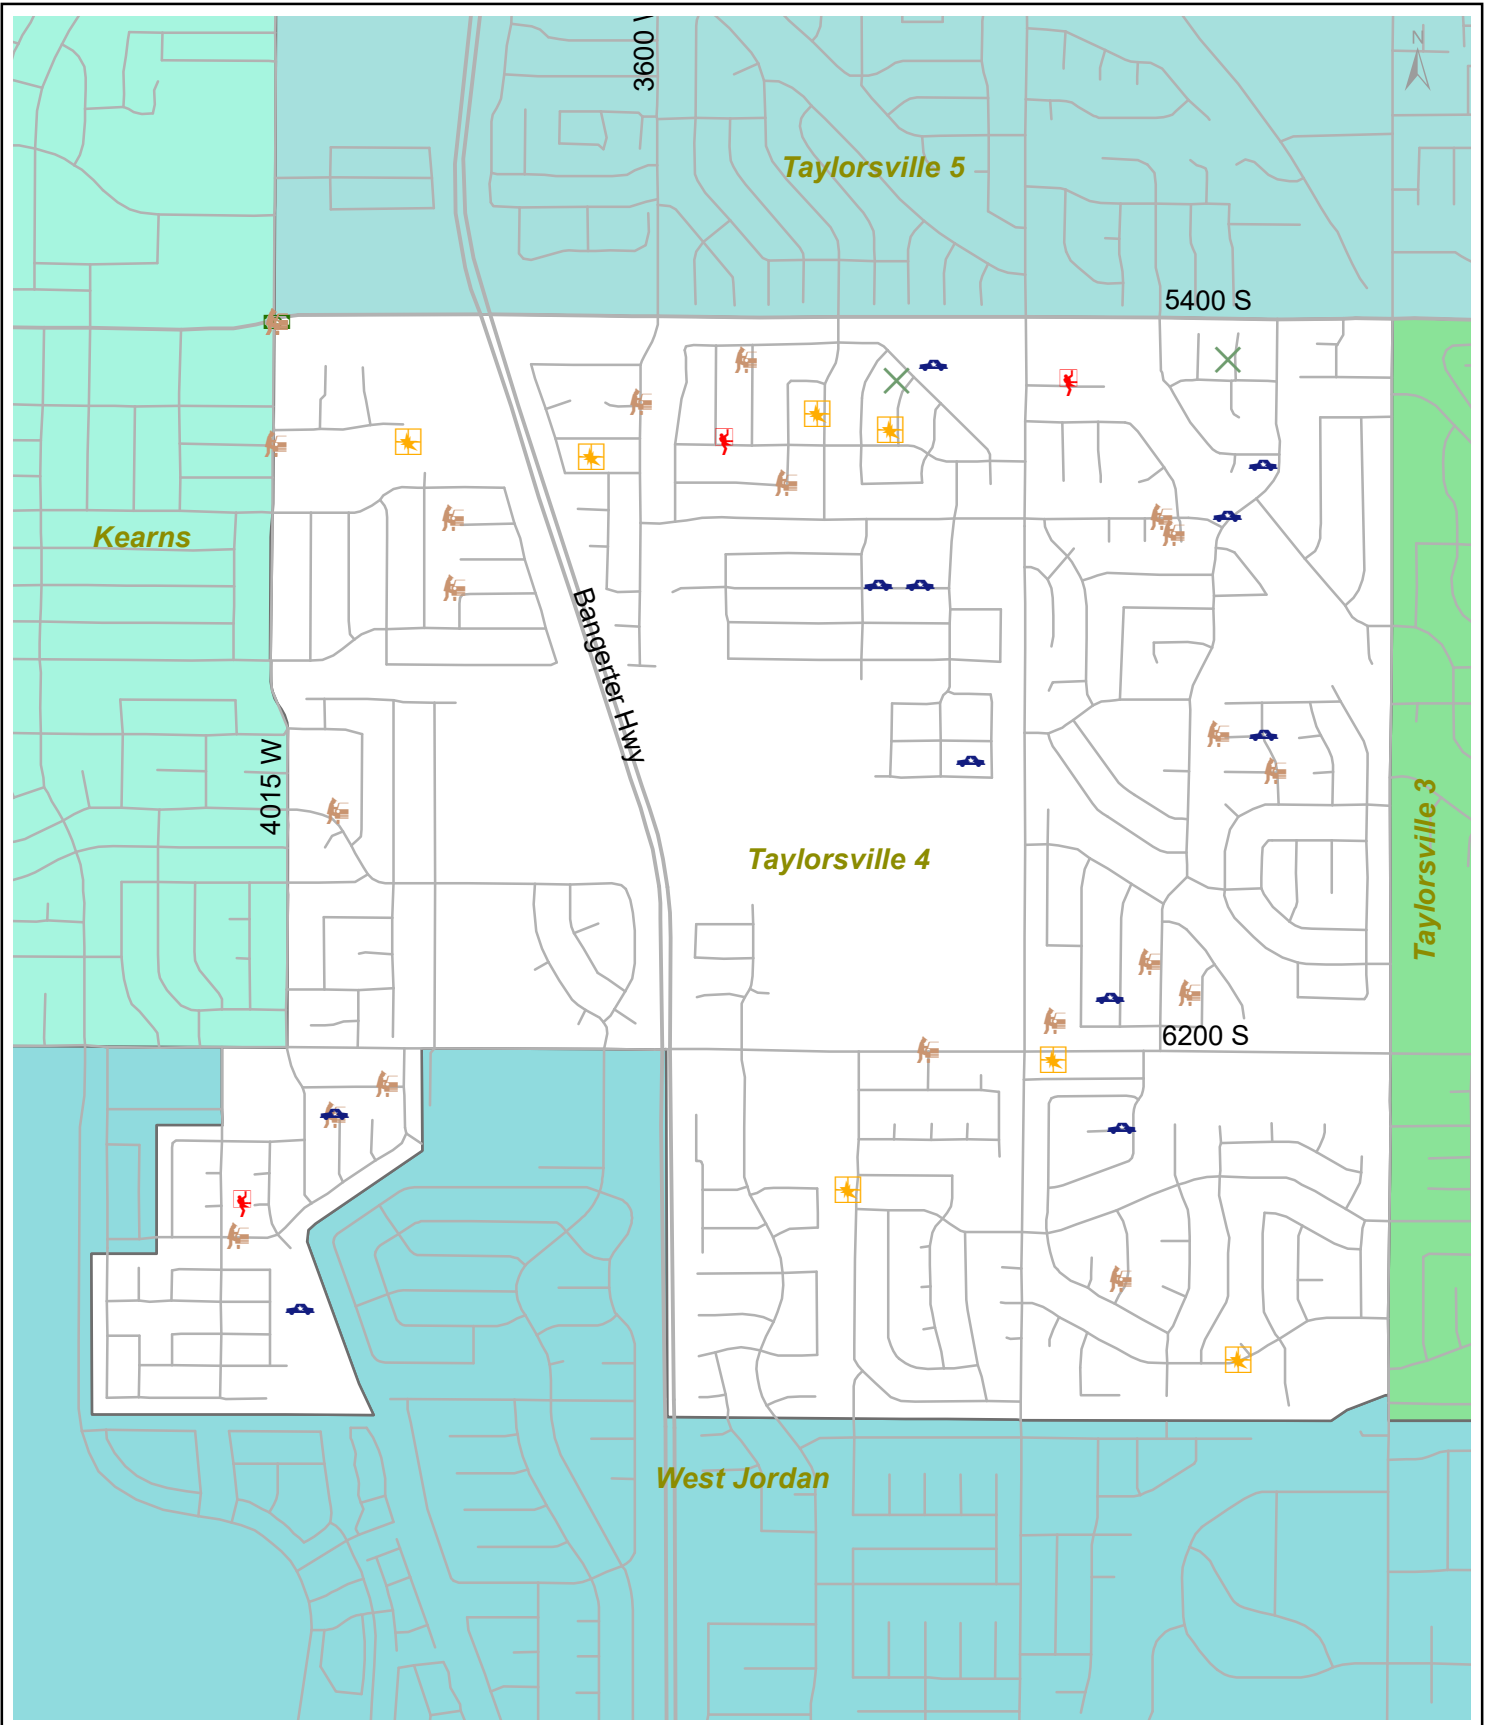 3600 W
N
Taylorsville 5
5400 S
Kearns
Bangerter Hwy
4015 W
Taylorsville 4
Taylorsville 3
6200 S
West Jordan